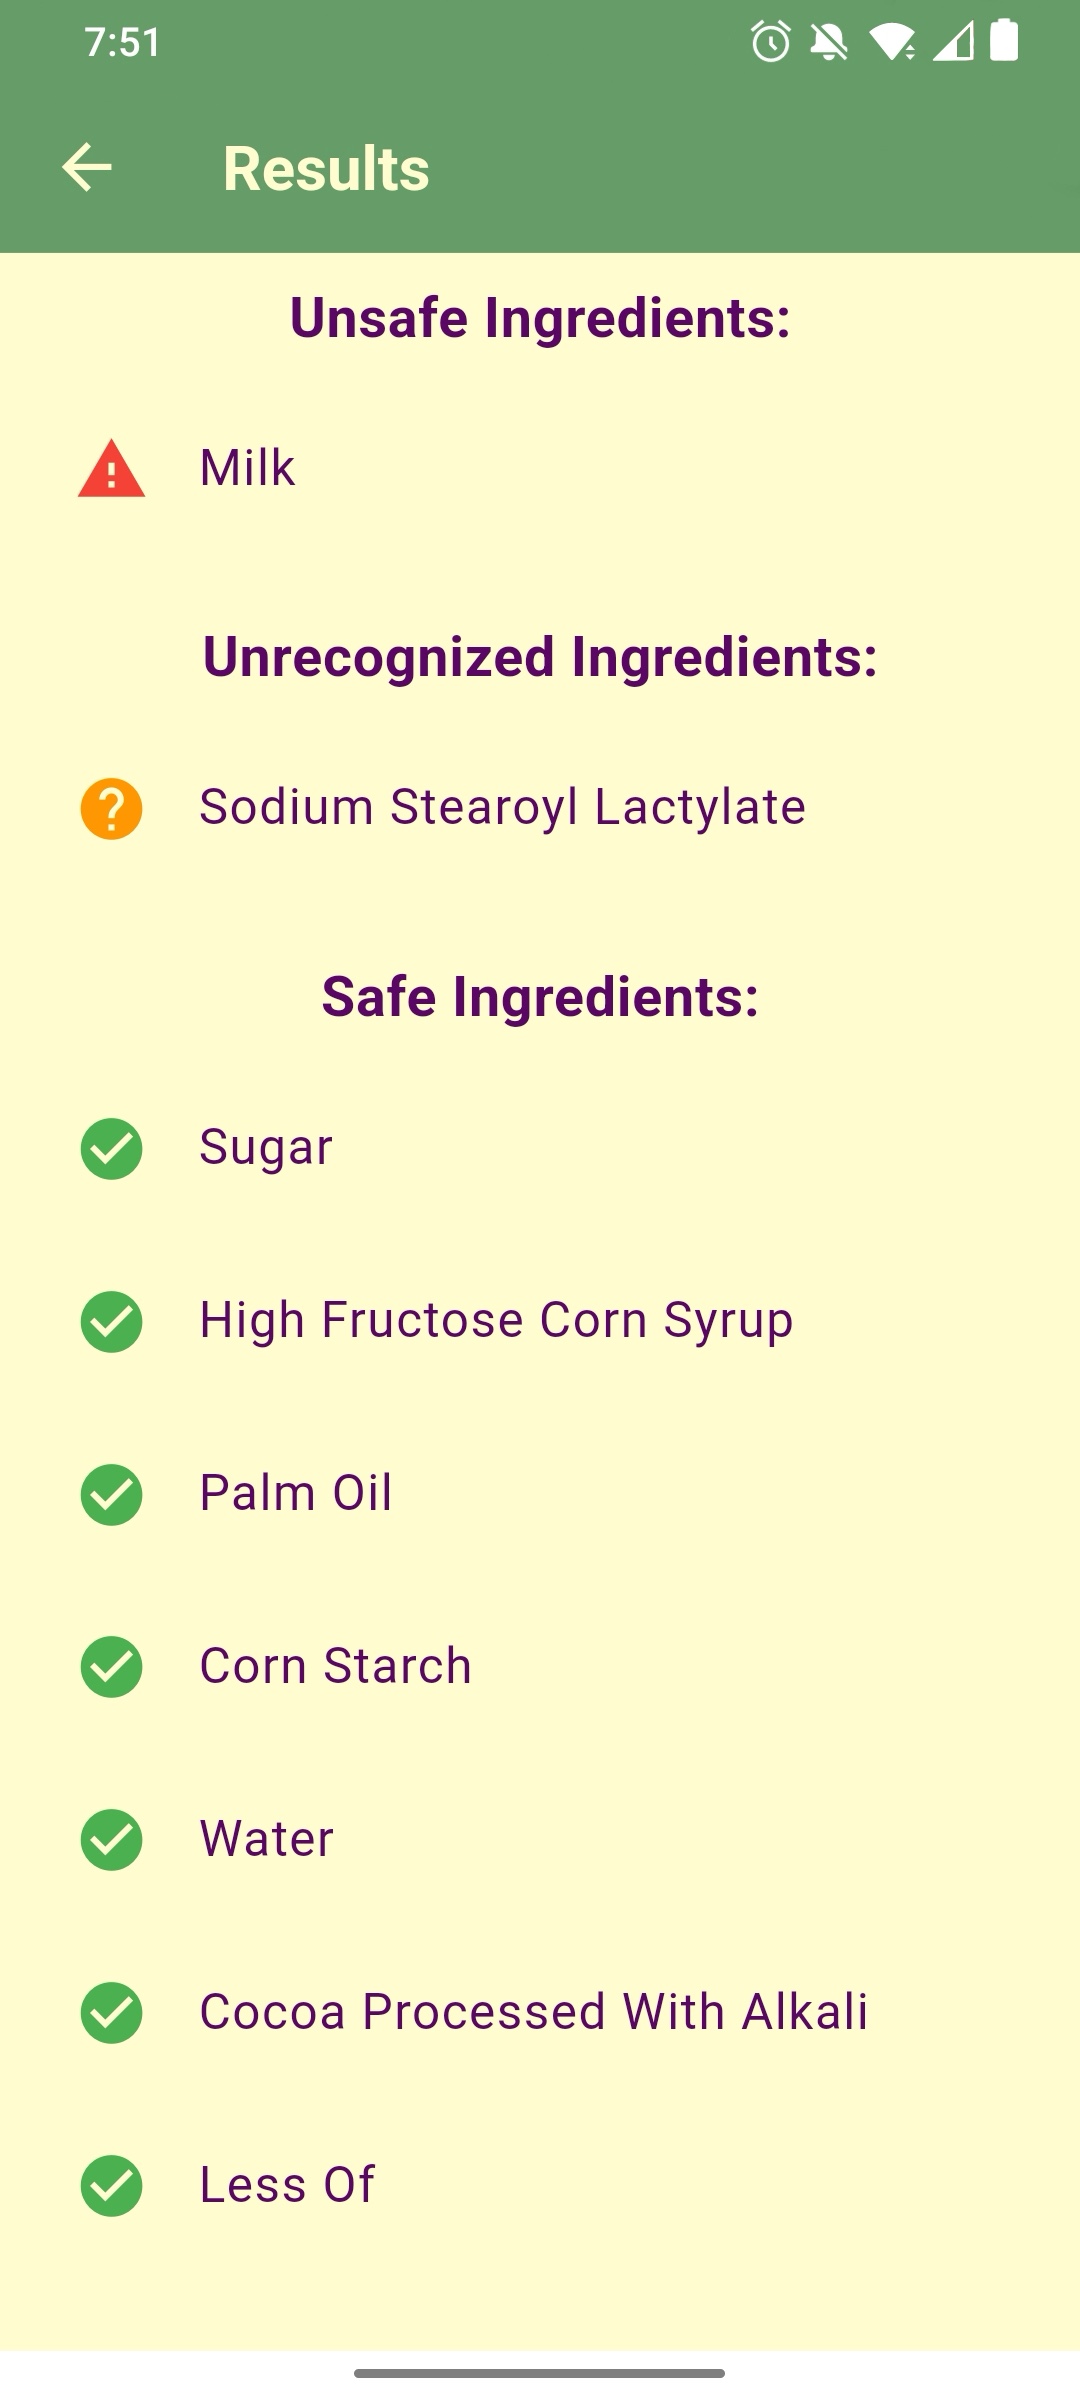 7:51
Results
Unsafe Ingredients:
Milk
Unrecognized Ingredients:
Sodium Stearoyl Lactylate
Safe Ingredients:
Sugar
High Fructose Corn Syrup
Palm Oil
Corn Starch
Water
Cocoa Processed With Alkali
Less Of